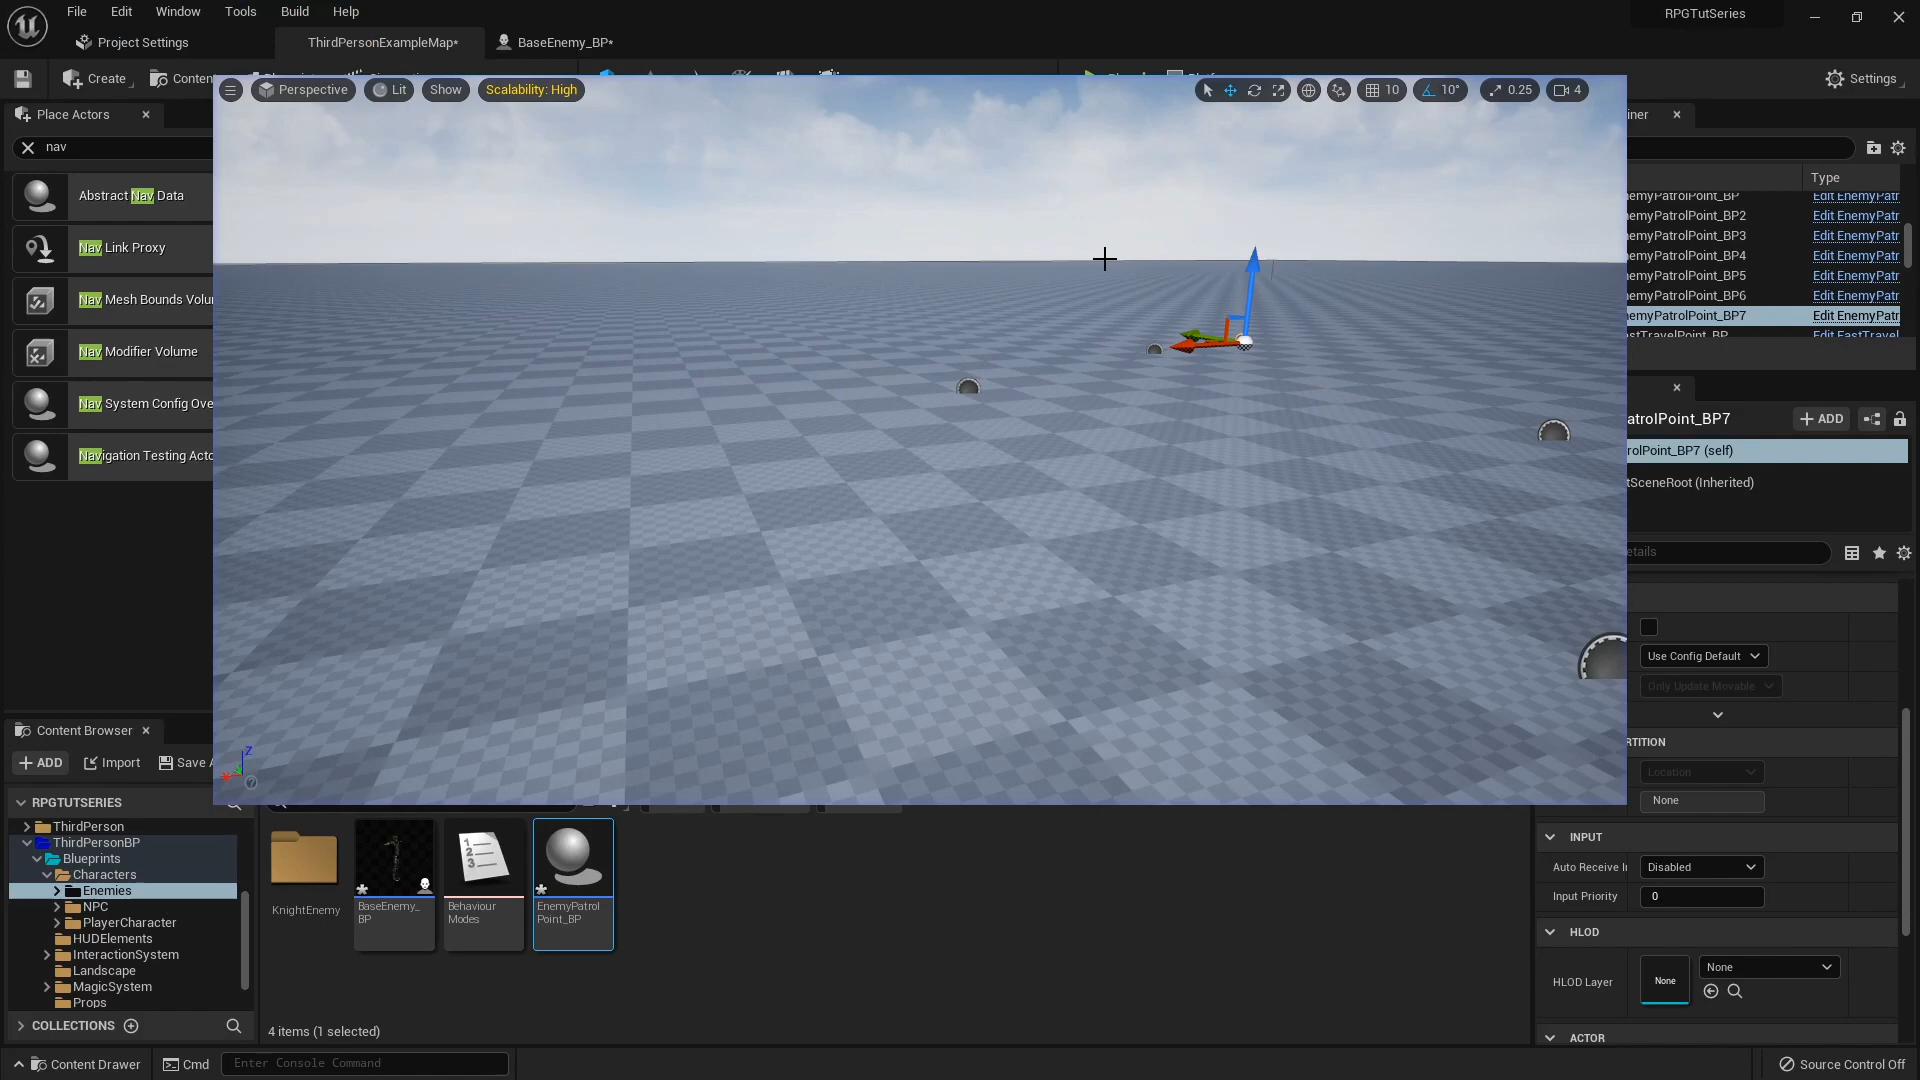 File Edit Window Tools Build Help
RPGTutSeries
Project Settings
ThirdPersonExampleMap*
BaseEnemy_BP*
Create
Settings
Place Actors
nav
Abstract Nav Data
Nav Link Proxy
Nav Mesh Bounds Volu
Nav Modifier Volume
Nav System Config Ove
Navigation Testing Acto
Perspective
Lit
Show
Scalability: High
10
10°
0.25
4
iner
Type
emyPatrolPoint_BP Edit EnemyPatr
emyPatrolPoint_BP2 Edit EnemyPatr
emyPatrolPoint_BP3 Edit EnemyPatr
emyPatrolPoint_BP4 Edit EnemyPatr
emyPatrolPoint_BP5 Edit EnemyPatr
emyPatrolPoint_BP6 Edit EnemyPatr
emyPatrolPoint_BP7 Edit EnemyPatr
stTravelPoint_BP Edit FastTravel
atrolPoint_BP7
ADD
rolPoint_BP7 (self)
tSceneRoot (Inherited)
etails
Use Config Default
Only Update Movable
RTITION
Location
None
INPUT
Auto Receive I
Disabled
Input Priority
0
HLOD
HLOD Layer
None
None
ACTOR
Z
Content Browser
ADD
Import
Save A
RPGTUTSERIES
ThirdPerson
ThirdPersonBP
Blueprints
Characters
Enemies
NPC
PlayerCharacter
HUDElements
InteractionSystem
Landscape
MagicSystem
Props
COLLECTIONS
KnightEnemy
BaseEnemy_
BP
Behaviour
Modes
EnemyPatrol
Point_BP
4 items (1 selected)
Content Drawer
Cmd
Enter Console Command
Source Control Off